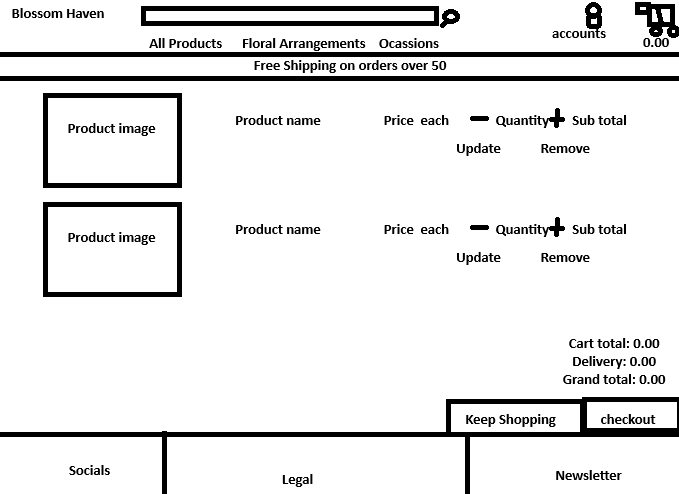 Blossom Haven
accounts
0.00
All Products Floral Arrangements Ocassions
Free Shipping on orders over 50
Product image Product name Price each Quantity Sub total
Update Remove
Product image Product name Price each Quantity Sub total
Update Remove
Cart total: 0.00
Delivery: 0.00
Grand total: 0.00
Keep Shopping checkout
Socials Legal Newsletter